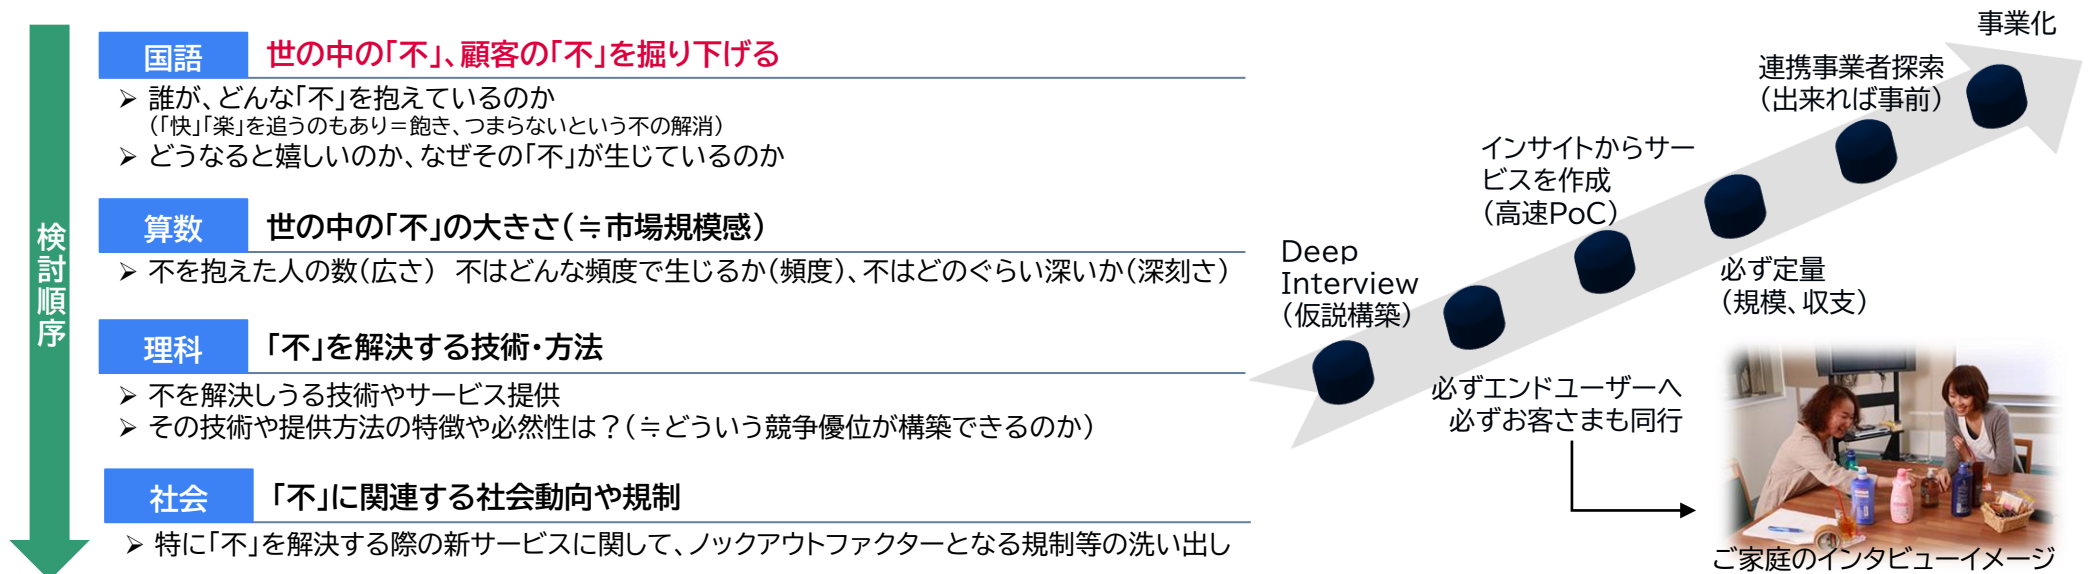 検討順序
国語
世の中の「不」、顧客の「不」を掘り下げる
➢ 誰が、どんな「不」を抱えているのか
（「快」「楽」を追うのもあり＝飽き、つまらないという不の解消）
➢ どうなると嬉しいのか、なぜその「不」が生じているのか
算数
世の中の「不」の大きさ（≒市場規模感）
➢ 不を抱えた人の数（広さ）　不はどんな頻度で生じるか（頻度）、不はどのぐらい深いか（深刻さ）
理科
「不」を解決する技術・方法
➢ 不を解決しうる技術やサービス提供
➢ その技術や提供方法の特徴や必然性は？（≒どういう競争優位が構築できるのか）
社会
「不」に関連する社会動向や規制
➢ 特に「不」を解決する際の新サービスに関して、ノックアウトファクターとなる規制等の洗い出し
Deep
Interview
（仮説構築）
必ずエンドユーザーへ
必ずお客さまも同行
インサイトからサー
ビスを作成
（高速PoC）
必ず定量
（規模、収支）
連携事業者探索
（出来れば事前）
事業化
ご家庭のインタビューイメージ